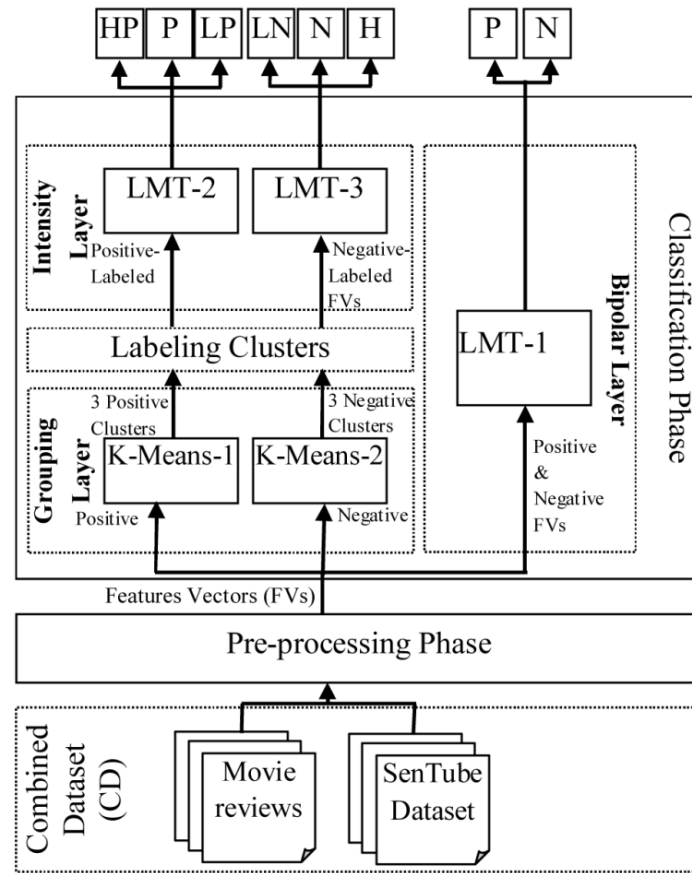 HP P LP LN N H P N
Intensity
Layer
LMT-2
LMT-3
Positive-
Labeled
Negative-
Labeled
FVs
Labeling Clusters
Grouping
Layer
3 Positive
Clusters
3 Negative
Clusters
K-Means-1
K-Means-2
Positive
Negative
LMT-1
Bipolar Layer
Positive
&
Negative
FVs
Classification Phase
Features Vectors (FVs)
Pre-processing Phase
Combined
Dataset
(CD)
Movie
reviews
SenTube
Dataset